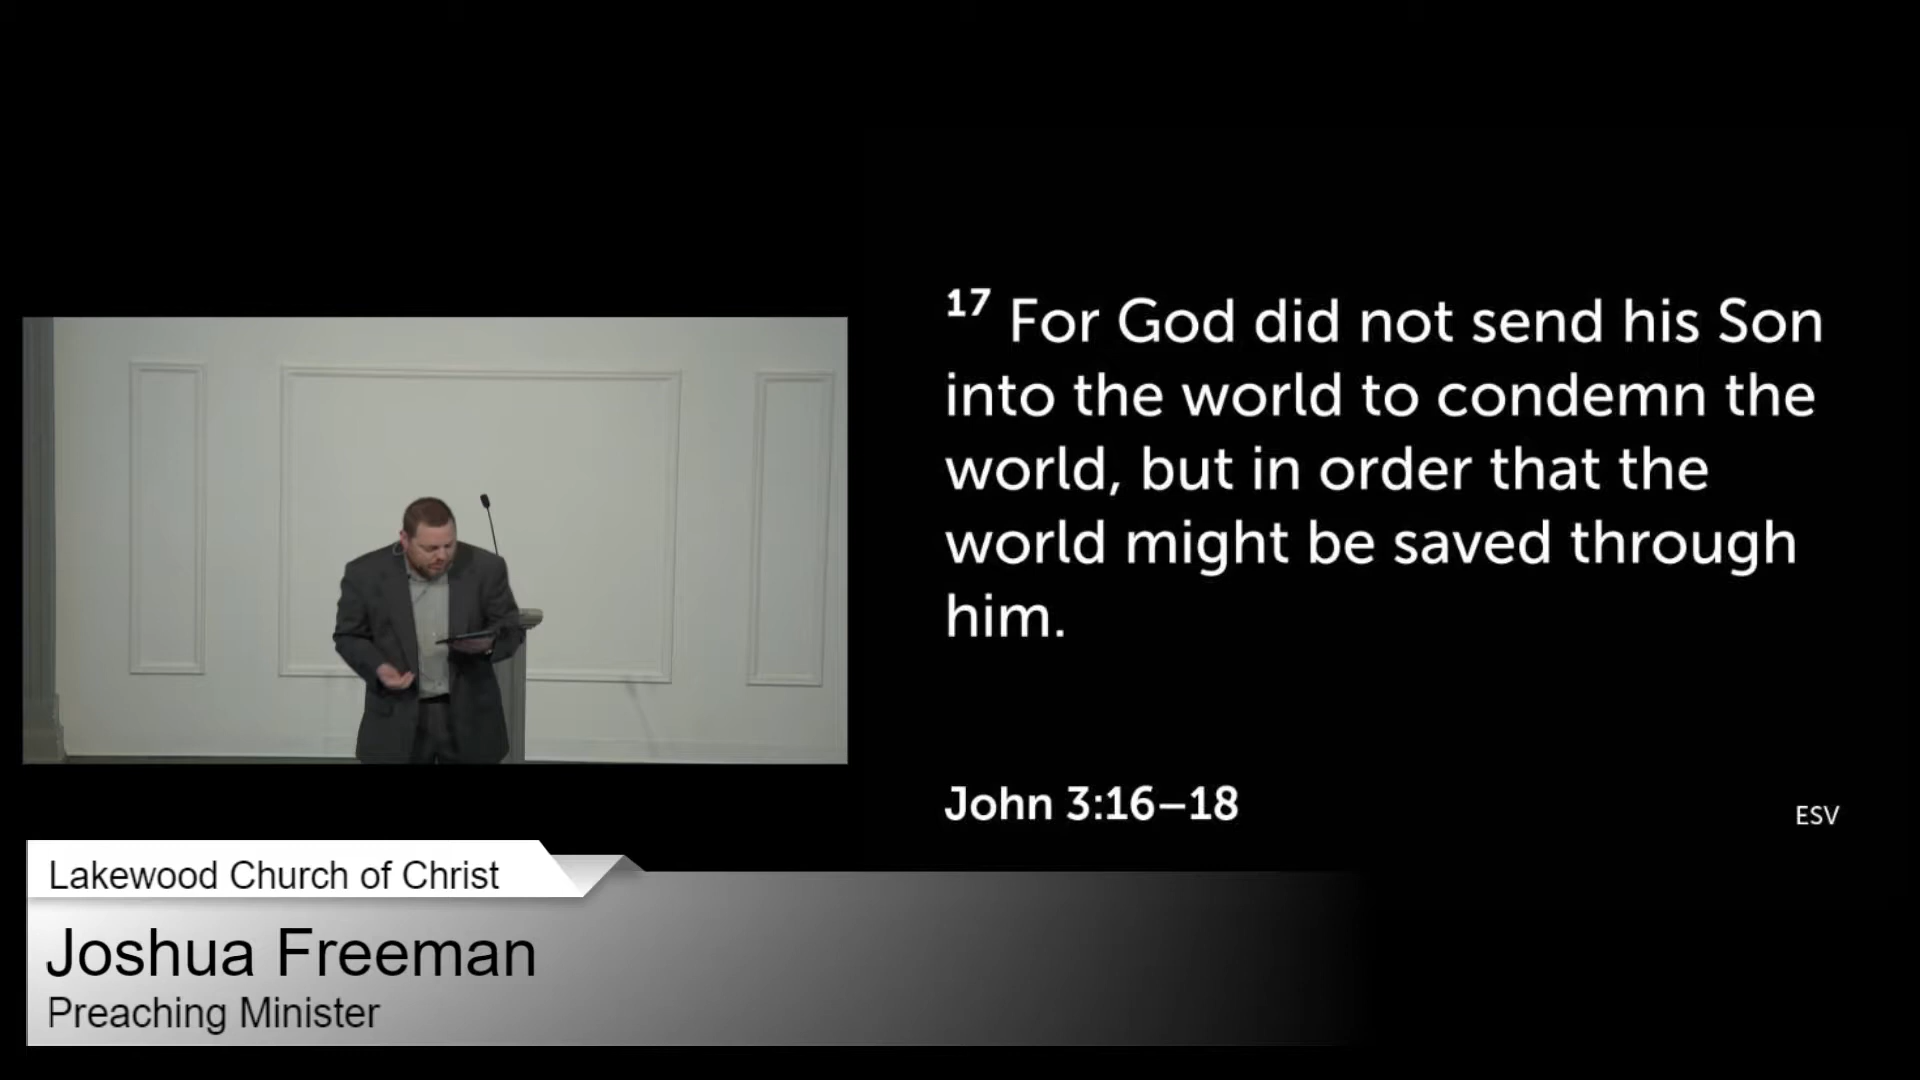 17 For God did not send his Son
into the world to condemn the
world, but in order that the
world might be saved through
him.
John 3:16–18
ESV
Lakewood Church of Christ
Joshua Freeman
Preaching Minister